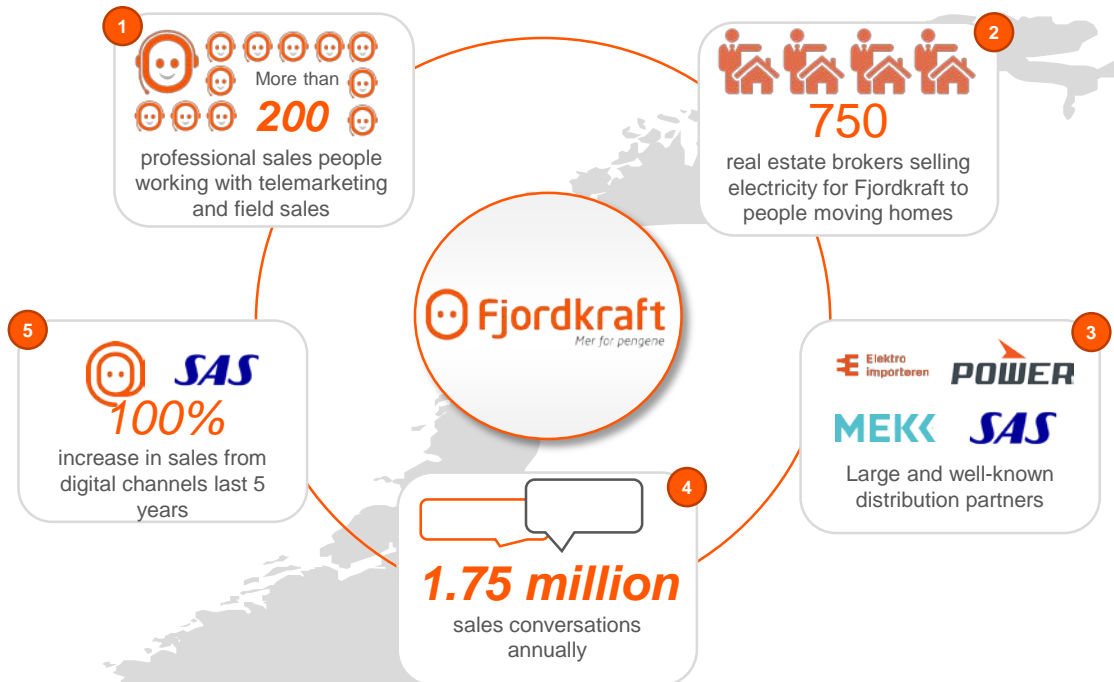 1
More than
200
professional sales people
working with telemarketing
and field sales
2
750
real estate brokers selling
electricity for Fjordkraft to
people moving homes
Fjordkraft
Mer for pengene
3
Elektro
importøren
POWER
MEKK
SAS
Large and well-known
distribution partners
4
1.75 million
sales conversations
annually
5
SAS
100%
increase in sales from
digital channels last 5
years